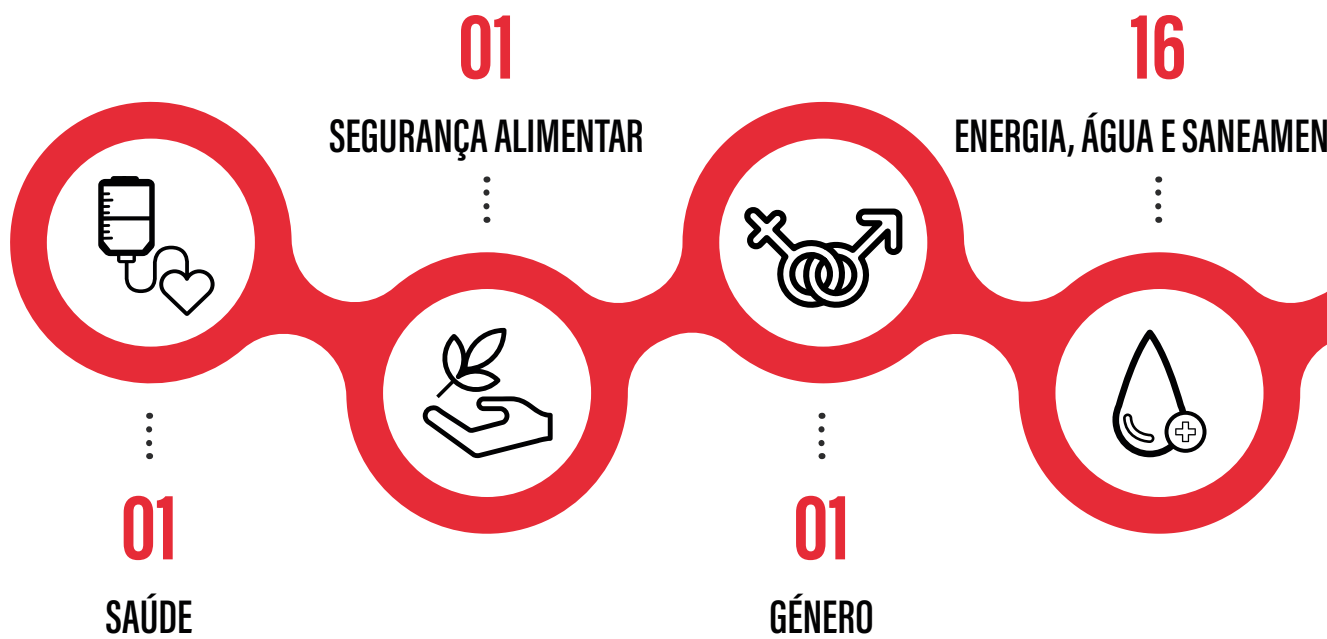 01
SEGURANÇA ALIMENTAR
16
ENERGIA, ÁGUA E SANEAMEN
01
SAÚDE
01
GÉNERO